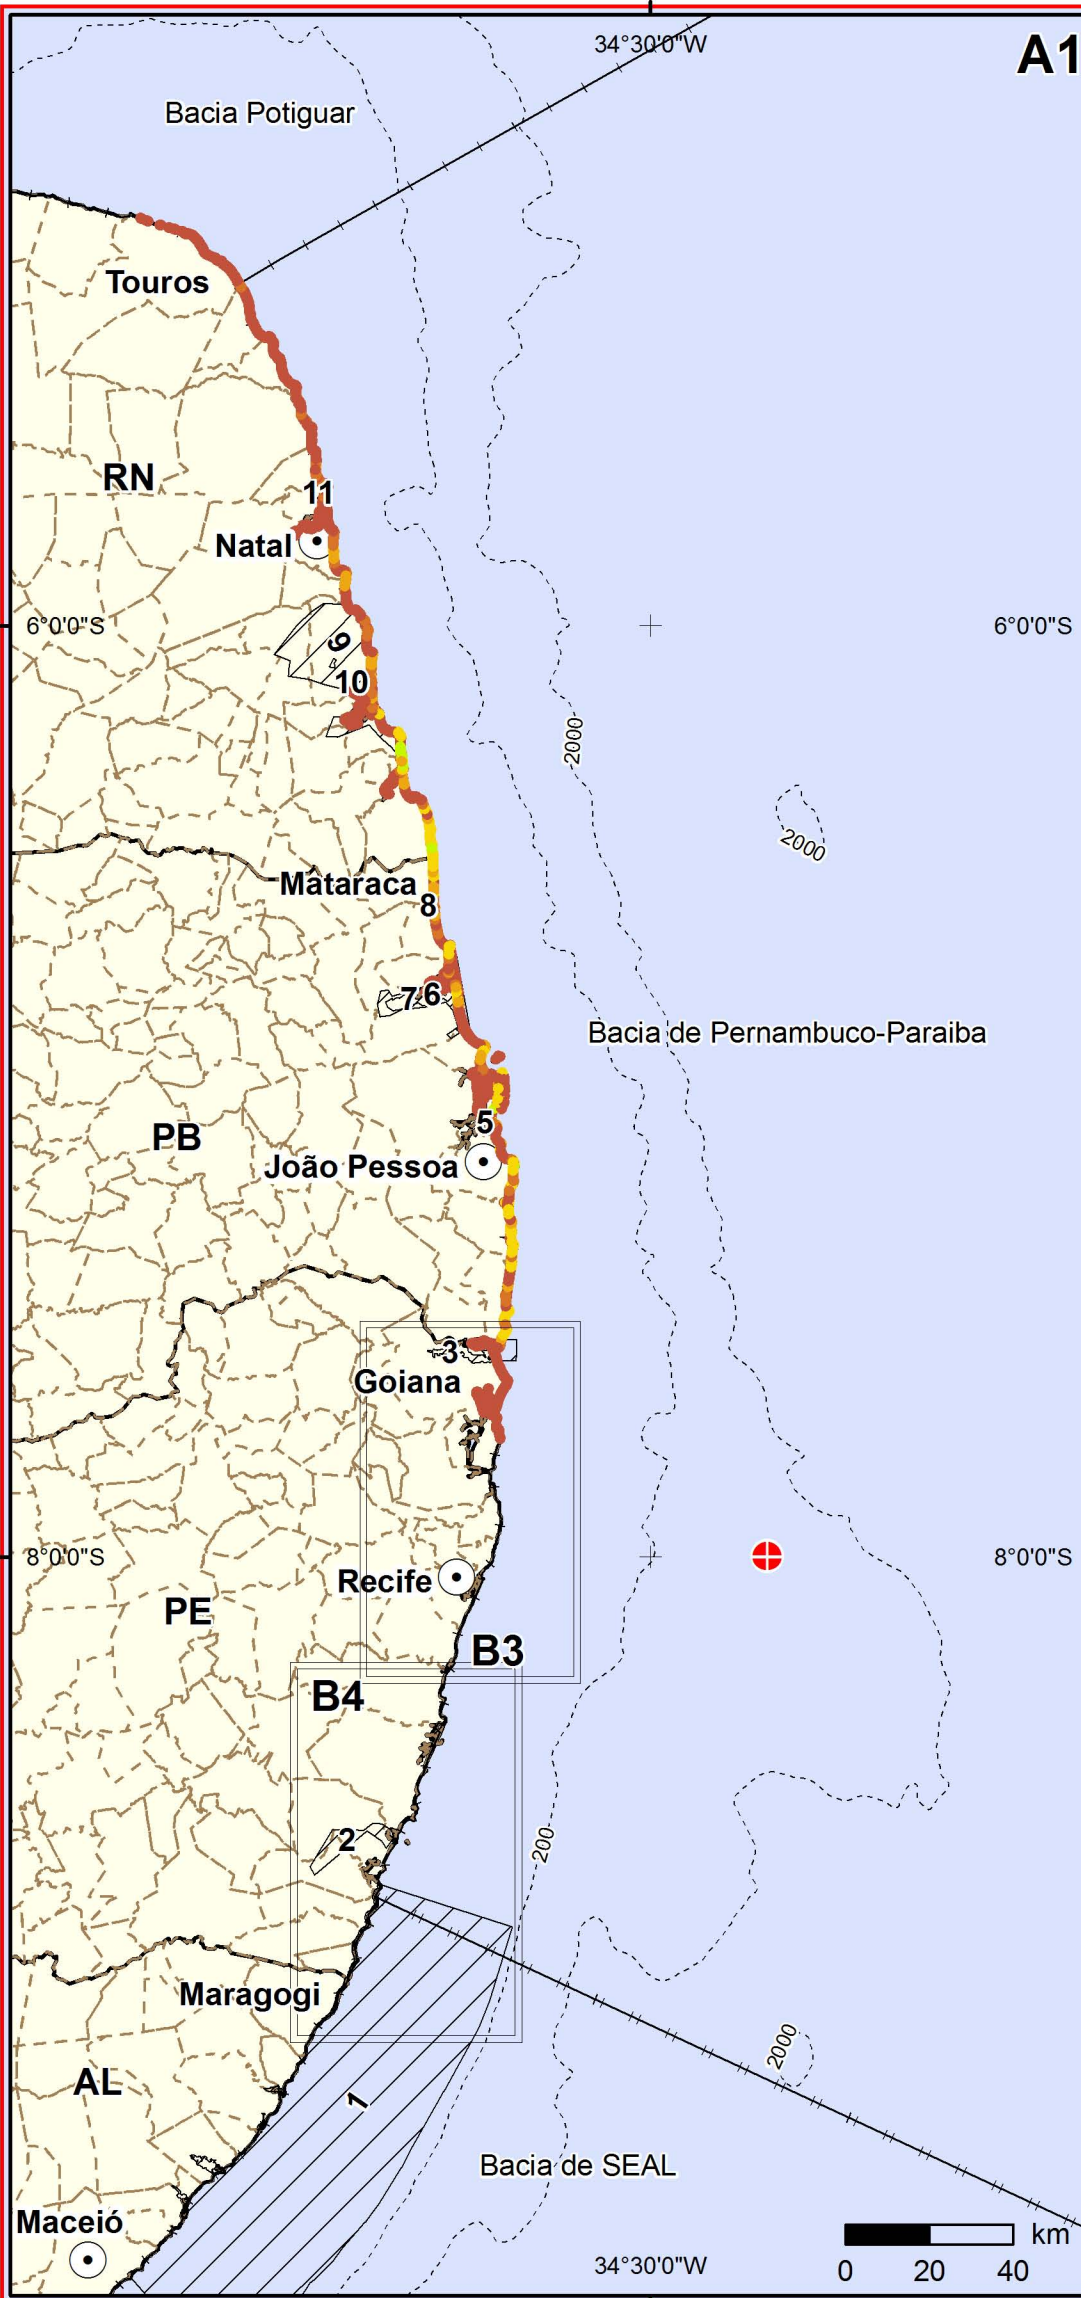 34°30'0"W
A1
Bacia Potiguar
Touros
RN
11
Natal
6°0'0"S
6°0'0"S
9
10
2000
2000
Mataraca
8
7
6
Bacia de Pernambuco-Paraiba
5
PB
João Pessoa
3
Goiana
8°0'0"S
8°0'0"S
Recife
PE
B3
B4
2
200
Maragogi
2000
AL
1
Bacia de SEAL
Maceió
km
34°30'0"W
0 20 40